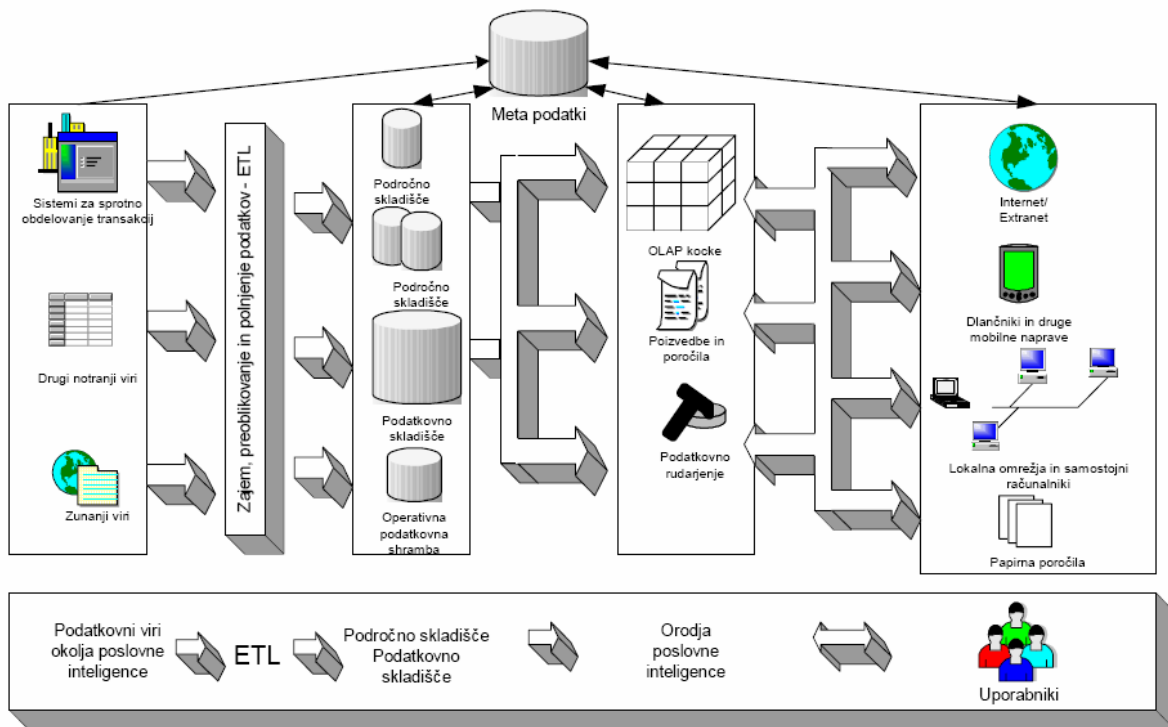 Meta podatki
Sistemi za sprotno
obdelovanje transakcij
Drugi notranji viri
Zunanji viri
Zajem, preoblikovanje in polnjenje podatkov - ETL
Področno
skladišče
Področno
skladišče
Podatkovno
skladišče
Operativna
podatkovna
shramba
OLAP kocke
Poizvedbe in
poročila
Podatkovno
rudarjenje
Internet/
Extranet
Dlančniki in druge
mobilne naprave
Lokalna omrežja in samostojni
računalniki
Papirna poročila
Podatkovni viri
okolja poslovne
inteligence
ETL
Področno skladišče
Podatkovno
skladišče
Orodja
poslovne
inteligence
Uporabniki